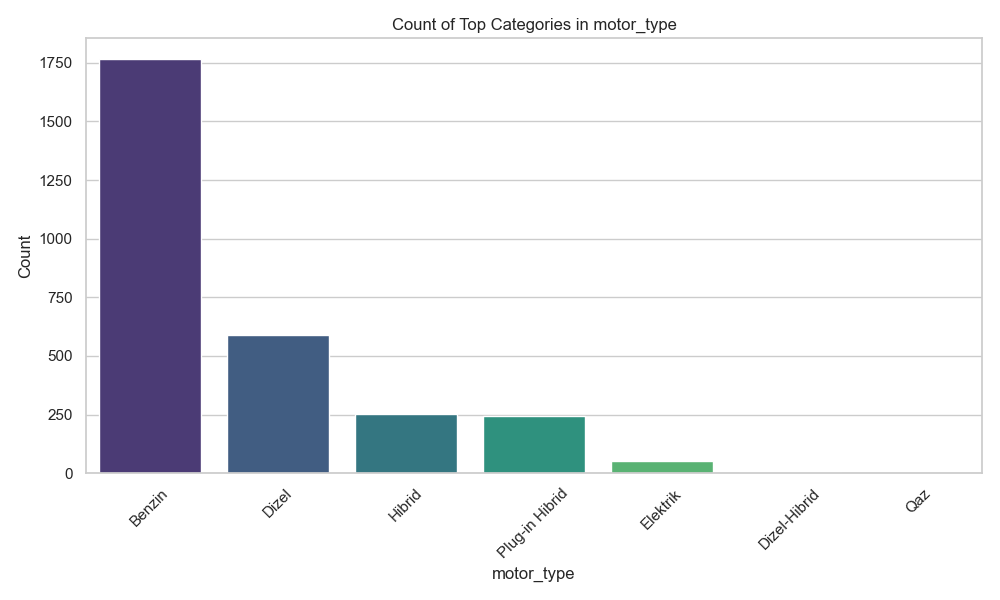 Count of Top Categories in motor_type
1750
1500
1250
1000
750
500
250
0
Count
Benzin
Dizel
Hibrid
Plug-in Hibrid
Elektrik
Dizel-Hibrid
Qaz
motor_type